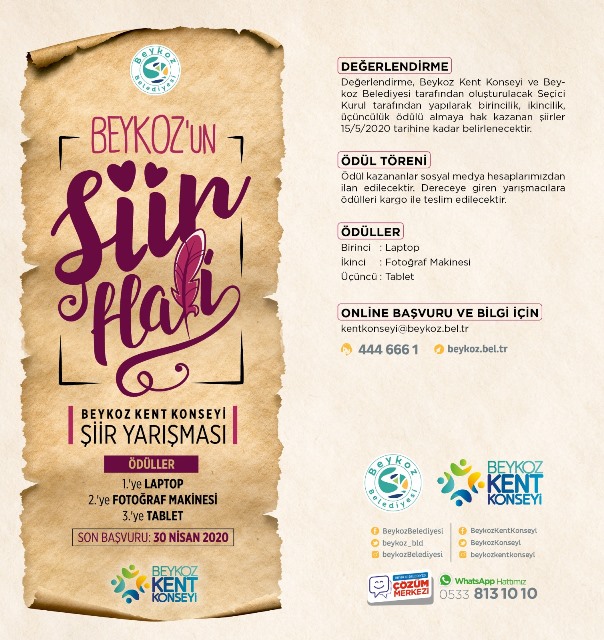 Beykoz
Belediyesi
BEYKOZ'UN
Şiir
Hali
BEYKOZ KENT KONSEYİ
ŞİİR YARIŞMASI
ÖDÜLLER
1.'ye LAPTOP
2.'ye FOTOĞRAF MAKİNESİ
3.'ye TABLET
SON BAŞVURU: 30 NİSAN 2020
BEYKOZ
KENT
KONSEYİ
DEĞERLENDİRME
Değerlendirme, Beykoz Kent Konseyi ve Bey-
koz Belediyesi tarafından oluşturulacak Seçici
Kurul tarafından yapılarak birincilik, ikincilik,
üçüncülük ödülü almaya hak kazanan şiirler
15/5/2020 tarihine kadar belirlenecektir.
ÖDÜL TÖRENİ
Ödül kazananlar sosyal medya hesaplarımızdan
ilan edilecektir. Dereceye giren yarışmacılara
ödülleri kargo ile teslim edilecektir.
ÖDÜLLER
Birinci : Laptop
İkinci : Fotoğraf Makinesi
Üçüncü : Tablet
ONLINE BAŞVURU VE BİLGİ İÇİN
kentkonseyi@beykoz.bel.tr
444 666 1 beykoz.bel.tr
Beykoz
Belediyesi
BEYKOZ
KENT
KONSEYİ
BeykozBelediyesi
beykoz_bld
beykozBelediyesi
BeykozKentKonseyi
BeykozKonseyi
beykozkentkonseyi
ÇÖZÜM
MERKEZİ
WhatsApp Hattımız
0533 813 10 10